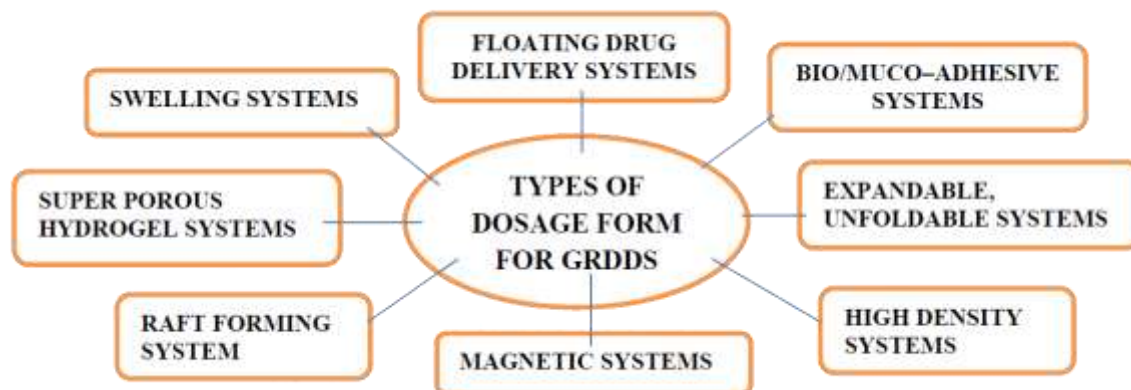 FLOATING DRUG
DELIVERY SYSTEMS
BIO/MUCO–ADHESIVE
SYSTEMS
SWELLING SYSTEMS
TYPES OF
DOSAGE FORM
FOR GRDDS
SUPER POROUS
HYDROGEL SYSTEMS
EXPANDABLE,
UNFOLDABLE SYSTEMS
RAFT FORMING
SYSTEM
MAGNETIC SYSTEMS
HIGH DENSITY
SYSTEMS